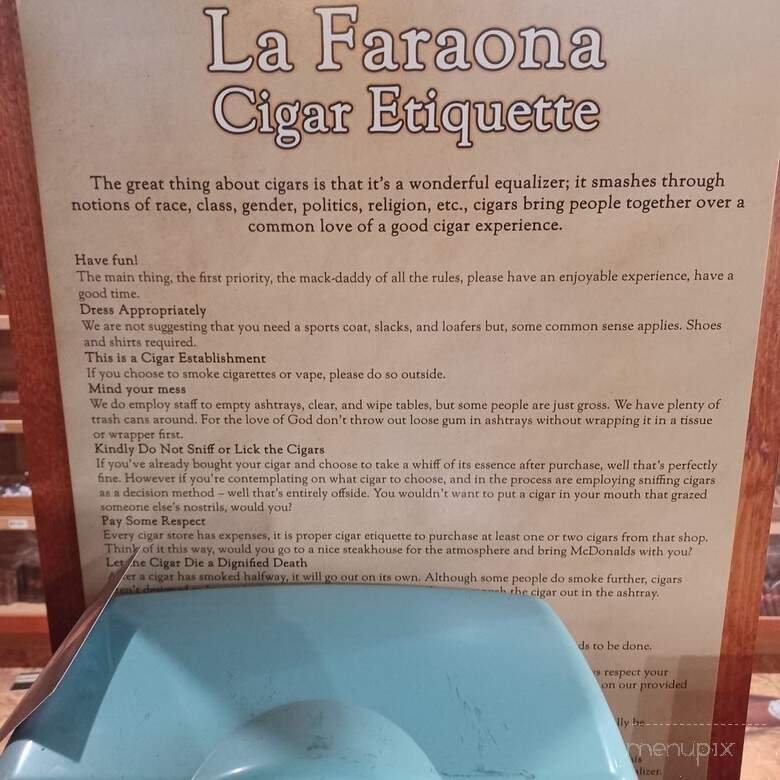 La Faraona
Cigar Etiquette
The great thing about cigars is that it's a wonderful equalizer; it smashes through
notions of race, class, gender, politics, religion, etc., cigars bring people together over a
common love of a good cigar experience.
Have fun!
The main thing, the first priority, the mack-daddy of all the rules, please have an enjoyable experience, have a
good time.
Dress Appropriately
We are not suggesting that you need a sports coat, slacks, and loafers but, some common sense applies. Shoes
and shirts required.
This is a Cigar Establishment
If you choose to smoke cigarettes or vape, please do so outside.
Mind your mess
We do employ staff to empty ashtrays, clear, and wipe tables, but some people are just gross. We have plenty of
trash cans around. For the love of God don't throw out loose gum in ashtrays without wrapping it in a tissue
or wrapper first.
Kindly Do Not Sniff or Lick the Cigars
If you've already bought your cigar and choose to take a whiff of its essence after purchase, well that's perfectly
fine. However if you're contemplating on what cigar to choose, and in the process are employing sniffing cigars
as a decision method – well that's entirely offside. You wouldn't want to put a cigar in your mouth that grazed
someone else's nostrils, would you?
Pay Some Respect
Every cigar store has expenses, it is proper cigar etiquette to purchase at least one or two cigars from that shop.
Think of it this way, would you go to a nice steakhouse for the atmosphere and bring McDonalds with you?
Cigar Die a Dignified Death
a cigar has smoked halfway, it will go out on its own. Although some people do smoke further, cigars
the cigar out in the ashtray.
to be done.
respect your
on our provided
be
menupix